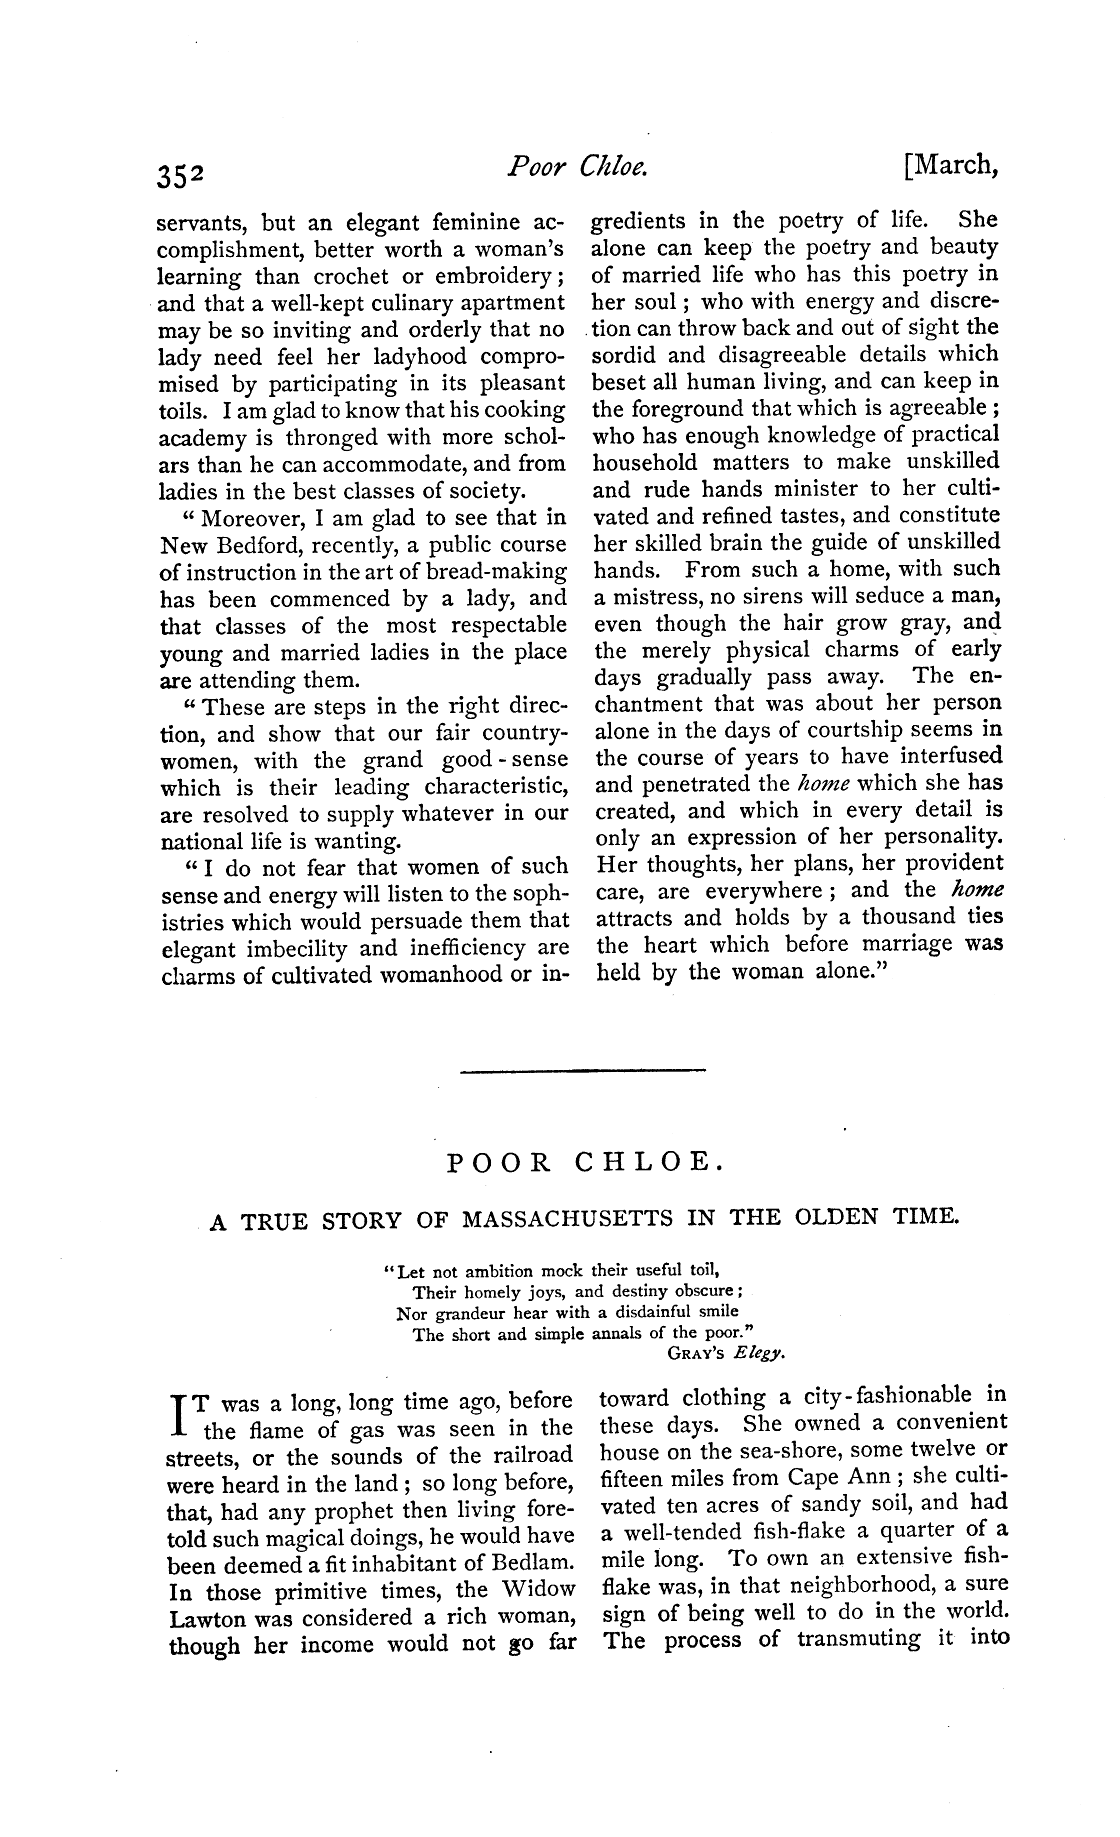 352
Poor Chloe.
[March,
servants, but an elegant feminine ac-
complishment, better worth a woman's
learning than crochet or embroidery ;
and that a well-kept culinary apartment
may be so inviting and orderly that no
lady need feel her ladyhood compro-
mised by participating in its pleasant
toils. I am glad to know that his cooking
academy is thronged with more schol-
ars than he can accommodate, and from
ladies in the best classes of society.
" Moreover, I am glad to see that in
New Bedford, recently, a public course
of instruction in the art of bread-making
has been commenced by a lady, and
that classes of the most respectable
young and married ladies in the place
are attending them.
" These are steps in the right direc-
tion, and show that our fair country-
women, with the grand good - sense
which is their leading characteristic,
are resolved to supply whatever in our
national life is wanting.
" I do not fear that women of such
sense and energy will listen to the soph-
istries which would persuade them that
elegant imbecility and inefficiency are
charms of cultivated womanhood or in-
gredients in the poetry of life. She
alone can keep the poetry and beauty
of married life who has this poetry in
her soul ; who with energy and discre-
tion can throw back and out of sight the
sordid and disagreeable details which
beset all human living, and can keep in
the foreground that which is agreeable ;
who has enough knowledge of practical
household matters to make unskilled
and rude hands minister to her culti-
vated and refined tastes, and constitute
her skilled brain the guide of unskilled
hands. From such a home, with such
a mistress, no sirens will seduce a man,
even though the hair grow gray, and
the merely physical charms of early
days gradually pass away. The en-
chantment that was about her person
alone in the days of courtship seems in
the course of years to have interfused
and penetrated the home which she has
created, and which in every detail is
only an expression of her personality.
Her thoughts, her plans, her provident
care, are everywhere ; and the home
attracts and holds by a thousand ties
the heart which before marriage was
held by the woman alone."
POOR CHLOE.
A TRUE STORY OF MASSACHUSETTS IN THE OLDEN TIME.
" Let not ambition mock their useful toil,
Their homely joys, and destiny obscure ;
Nor grandeur hear with a disdainful smile
The short and simple annals of the poor."
GRAY'S Elegy.
IT was a long, long time ago, before
the flame of gas was seen in the
streets, or the sounds of the railroad
were heard in the land ; so long before,
that, had any prophet then living fore-
told such magical doings, he would have
been deemed a fit inhabitant of Bedlam.
In those primitive times, the Widow
Lawton was considered a rich woman,
though her income would not go far
toward clothing a city-fashionable in
these days. She owned a convenient
house on the sea-shore, some twelve or
fifteen miles from Cape Ann ; she culti-
vated ten acres of sandy soil, and had
a well-tended fish-flake a quarter of a
mile long. To own an extensive fish-
flake was, in that neighborhood, a sure
sign of being well to do in the world.
The process of transmuting it into